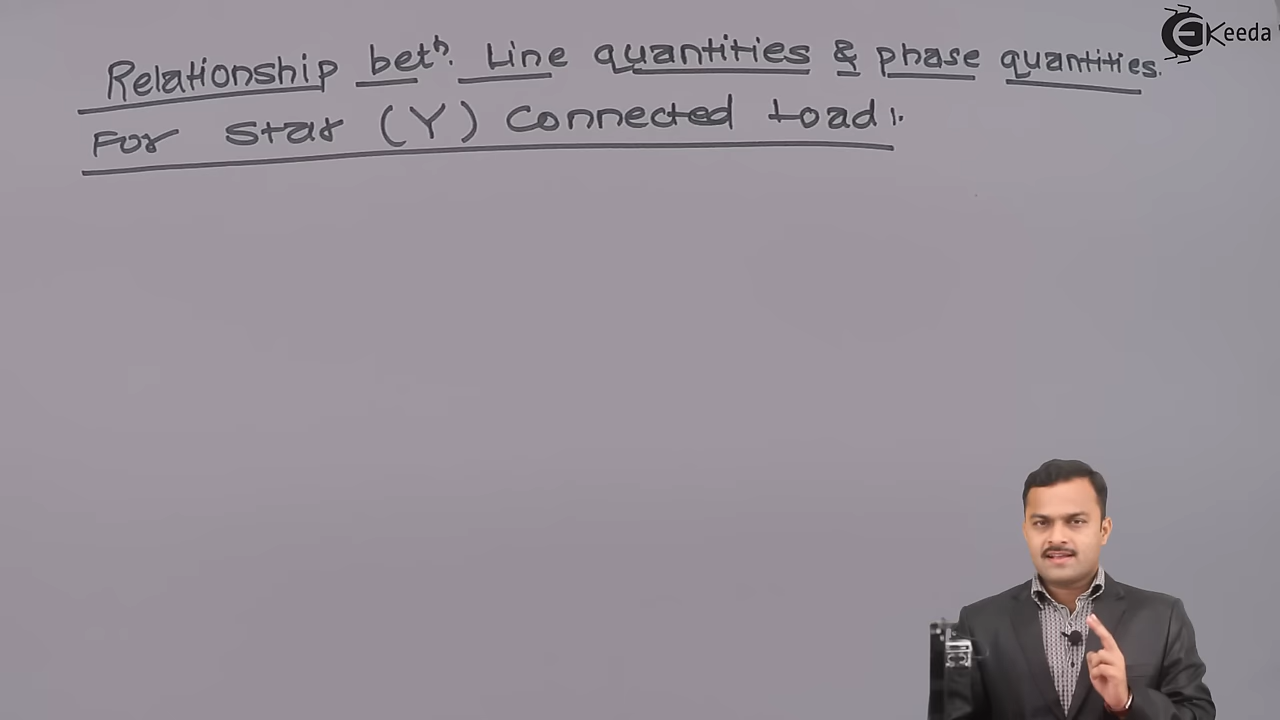 Relationship betⁿ. Line quantities & phase quantities.
For Star (Y) Connected Load:.
EKeeda